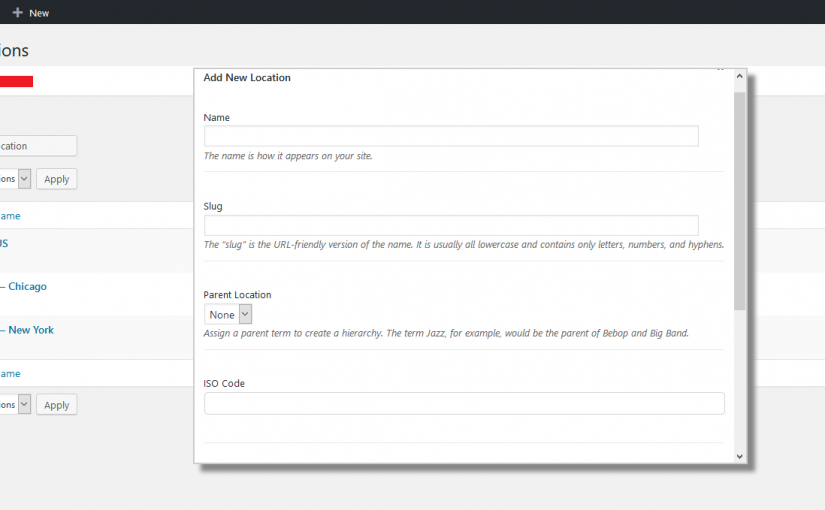 New
ions
Add New Location
Name
cation
The name is how it appears on your site.
ions
Apply
Slug
ame
The "slug" is the URL-friendly version of the name. It is usually all lowercase and contains only letters, numbers, and hyphens.
US
— Chicago
Parent Location
None
— New York
Assign a parent term to create a hierarchy. The term Jazz, for example, would be the parent of Bebop and Big Band.
ame
ISO Code
ions
Apply